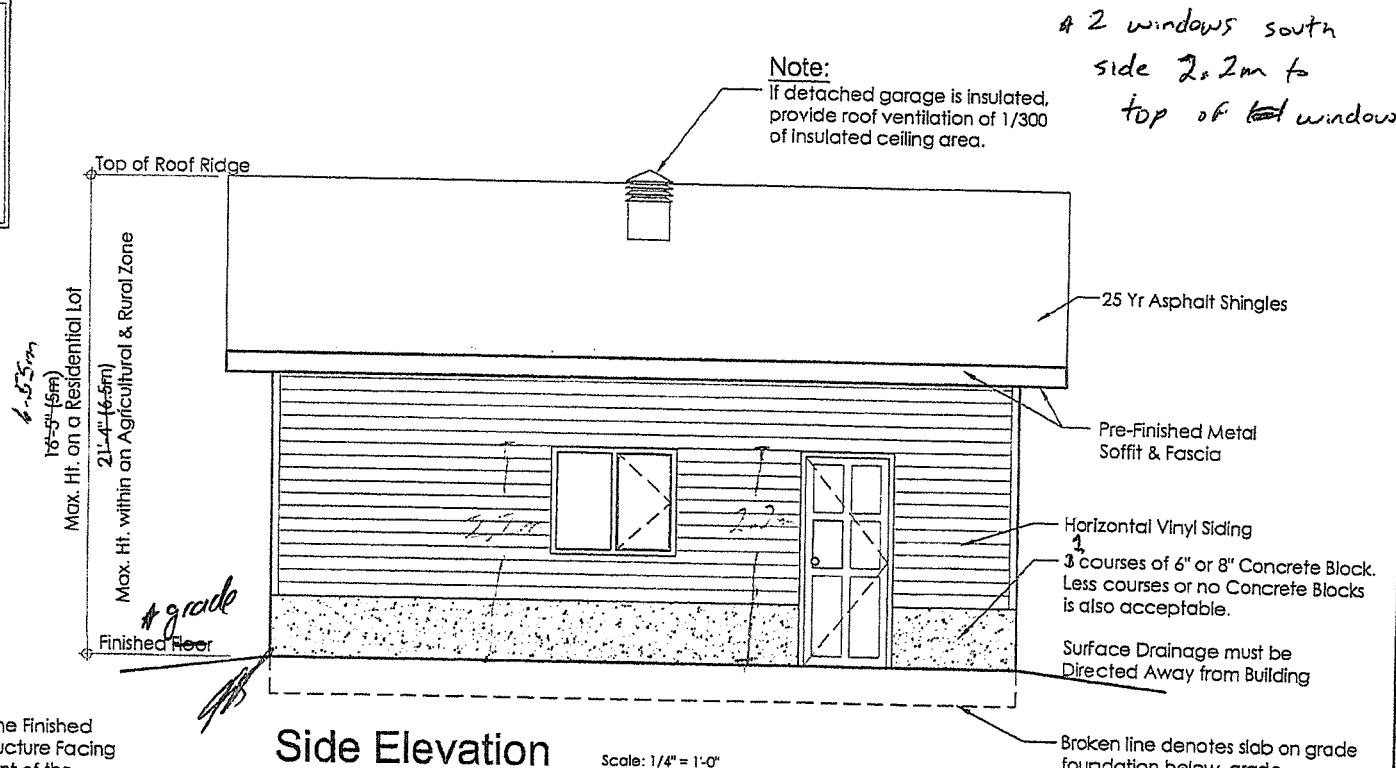 * 2 windows south
side 2.2m to
top of window
Note:
If detached garage is insulated,
provide roof ventilation of 1/300
of insulated ceiling area.
Top of Roof Ridge
6.55m
16'-5" (5m)
Max. Ht. on a Residential Lot
21'-4" (6.5m)
Max. Ht. within an Agricultural & Rural Zone
25 Yr Asphalt Shingles
Pre-Finished Metal
Soffit & Fascia
2.2m
2.2m
Horizontal Vinyl Siding
courses of 6" or 8" Concrete Block.
Less courses or no Concrete Blocks
is also acceptable.
* grade
Finished Floor
Surface Drainage must be
Directed Away from Building
Finished
ucture Facing
Side Elevation
Scale: 1/4" = 1'-0"
Broken line denotes slab on grade
foundation below grade